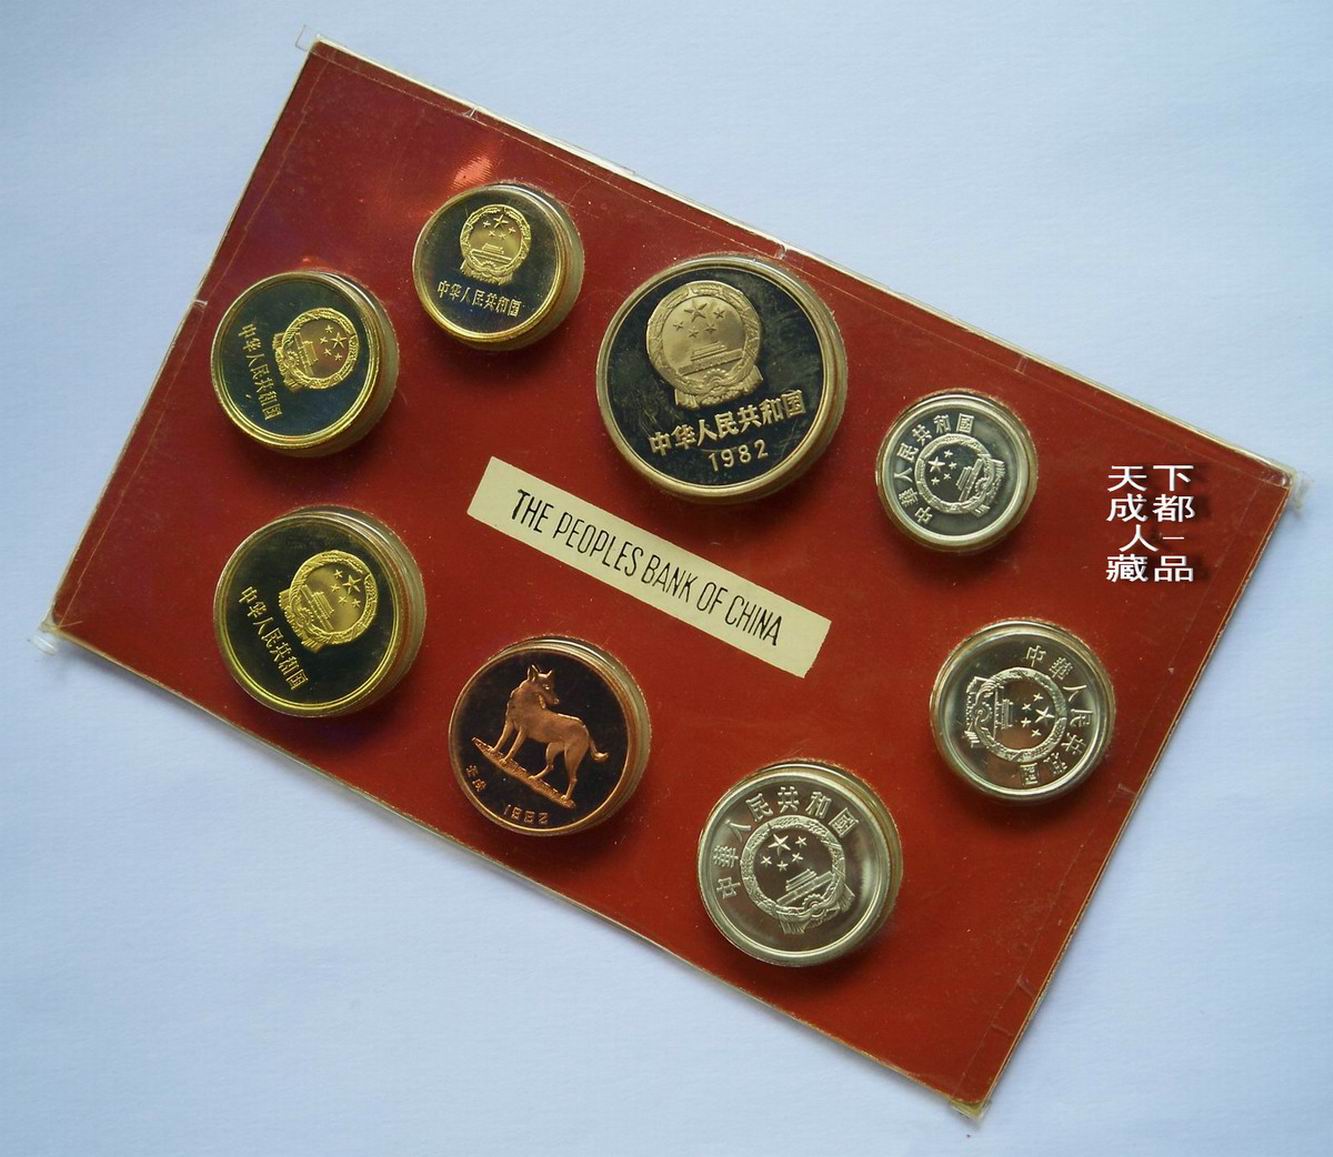 中华人民共和国
中华人民共和国
中华人民共和国
1982
中華人民共和國
THE PEOPLES BANK OF CHINA
天下
成都
人一
藏品
中华人民共和国
中華人民共和國
壬戌
1982
中華人民共和國